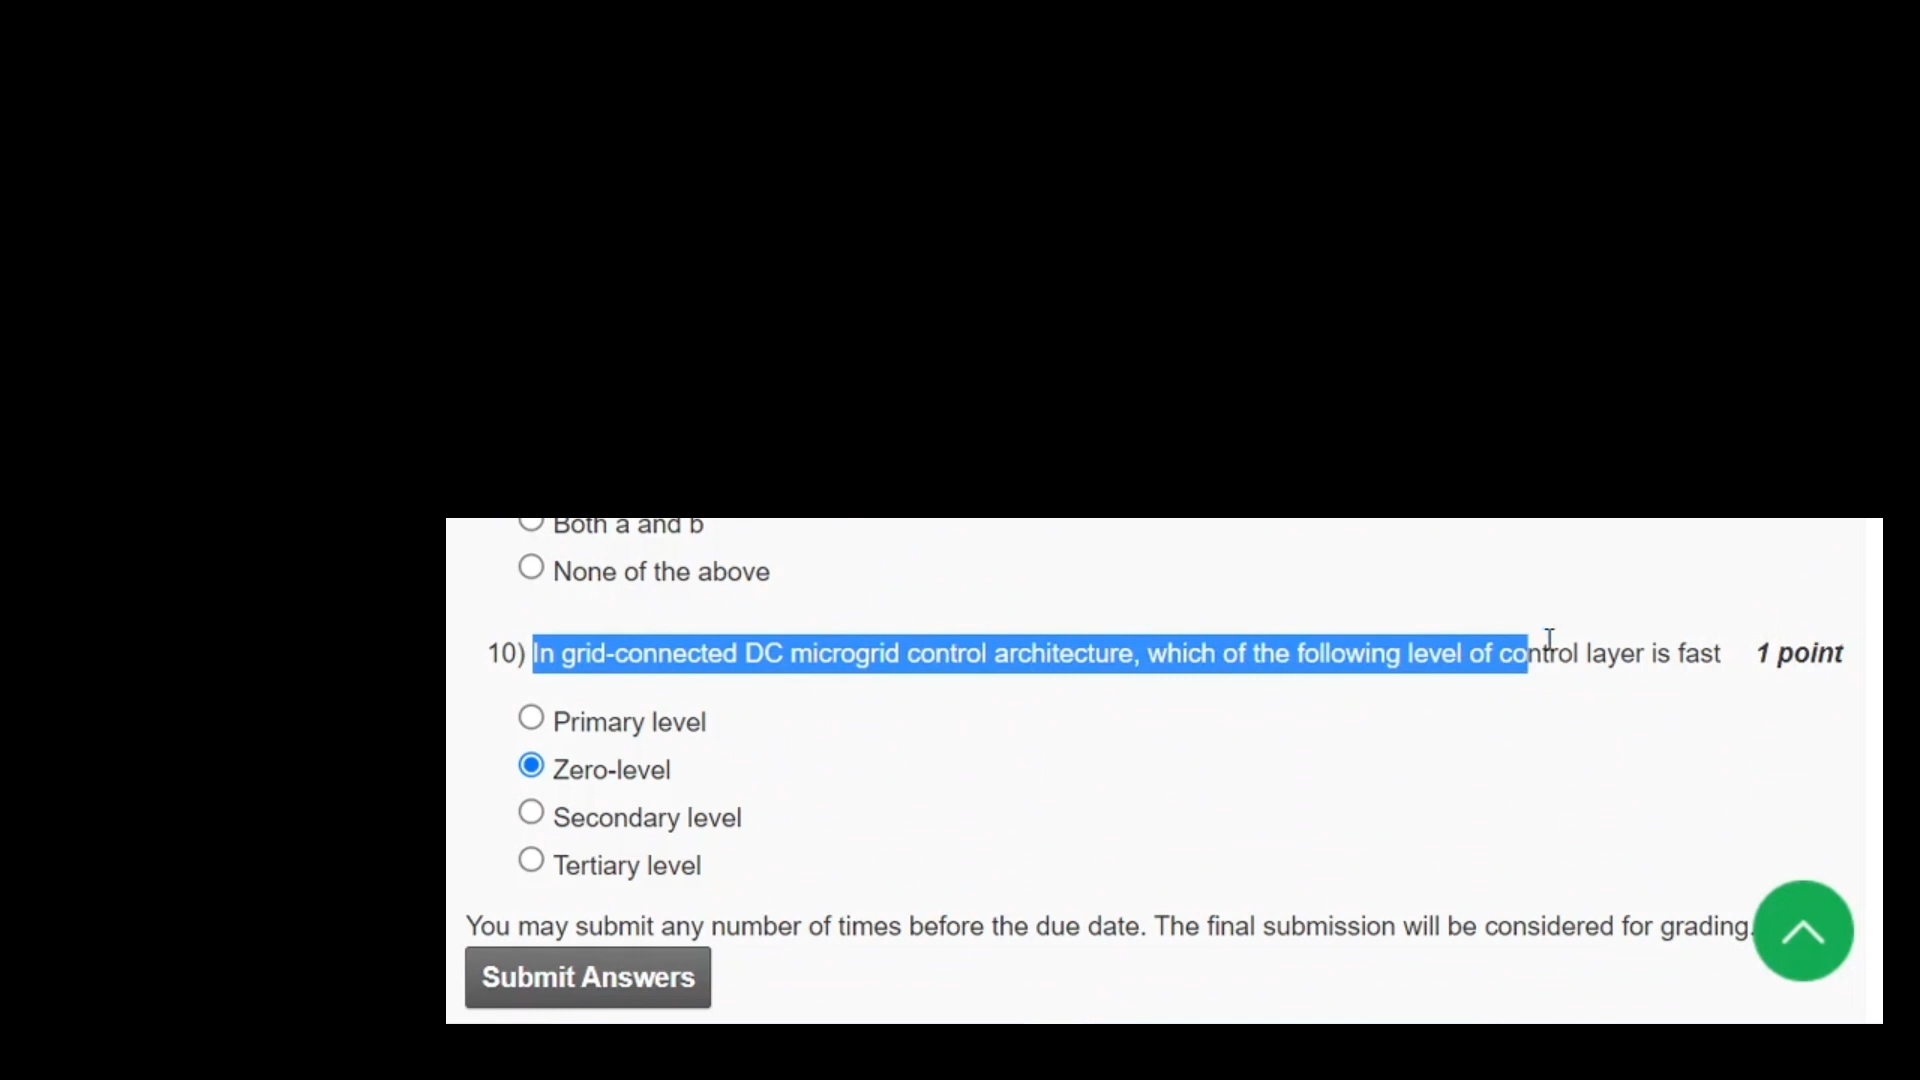 Both a and b
None of the above
10) In grid-connected DC microgrid control architecture, which of the following level of control layer is fast 1 point
Primary level
Zero-level
Secondary level
Tertiary level
You may submit any number of times before the due date. The final submission will be considered for grading.
Submit Answers